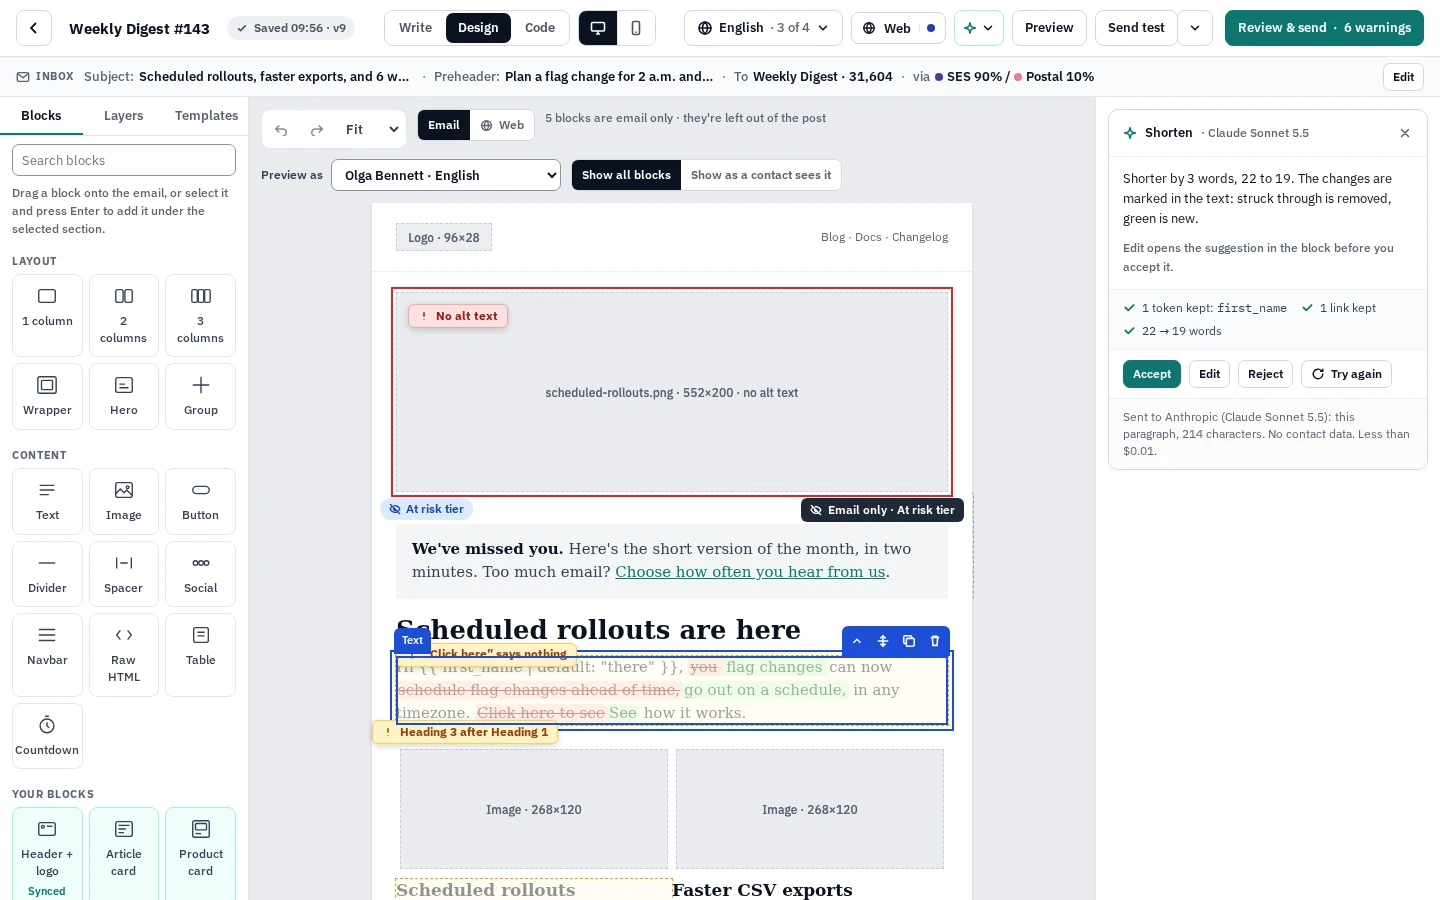 Weekly Digest #143
Saved 09:56 · v9
Write
Design
Code
English · 3 of 4
Web
Preview
Send test
Review & send · 6 warnings
INBOX
Subject: Scheduled rollouts, faster exports, and 6 w...
· Preheader: Plan a flag change for 2 a.m. and...
· To Weekly Digest · 31,604
· via SES 90% / Postal 10%
Edit
Blocks
Layers
Templates
Search blocks
Drag a block onto the email, or select it
and press Enter to add it under the
selected section.
LAYOUT
1 column
2
columns
3
columns
Wrapper
Hero
Group
CONTENT
Text
Image
Button
Divider
Spacer
Social
Navbar
Raw
HTML
Table
Countdown
YOUR BLOCKS
Header +
logo
Synced
Article
card
Product
card
Fit
Email
Web
5 blocks are email only · they're left out of the preview
Preview as
Olga Bennett · English
Show all blocks
Show as a contact sees it
Logo · 96×28
Blog · Docs · Changelog
! No alt text
scheduled-rollouts.png · 552×200 · no alt text
At risk tier
Email only · At risk tier
We've missed you. Here's the short version of the month, in two
minutes. Too much email? Choose how often you hear from us.
Scheduled rollouts are here
Text
Click here” says nothing
Hi {{ first_name | default: "there" }}, you flag changes can now
schedule flag changes ahead of time, go out on a schedule, in any
timezone. Click here to see See how it works.
! Heading 3 after Heading 1
Image · 268×120
Image · 268×120
Scheduled rollouts
Faster CSV exports
Shorten · Claude Sonnet 5.5
Shorter by 3 words, 22 to 19. The changes are
marked in the text: struck through is removed,
green is new.
Edit opens the suggestion in the block before you
accept it.
1 token kept: first_name
1 link kept
22 → 19 words
Accept
Edit
Reject
Try again
Sent to Anthropic (Claude Sonnet 5.5): this
paragraph, 214 characters. No contact data. Less than
$0.01.